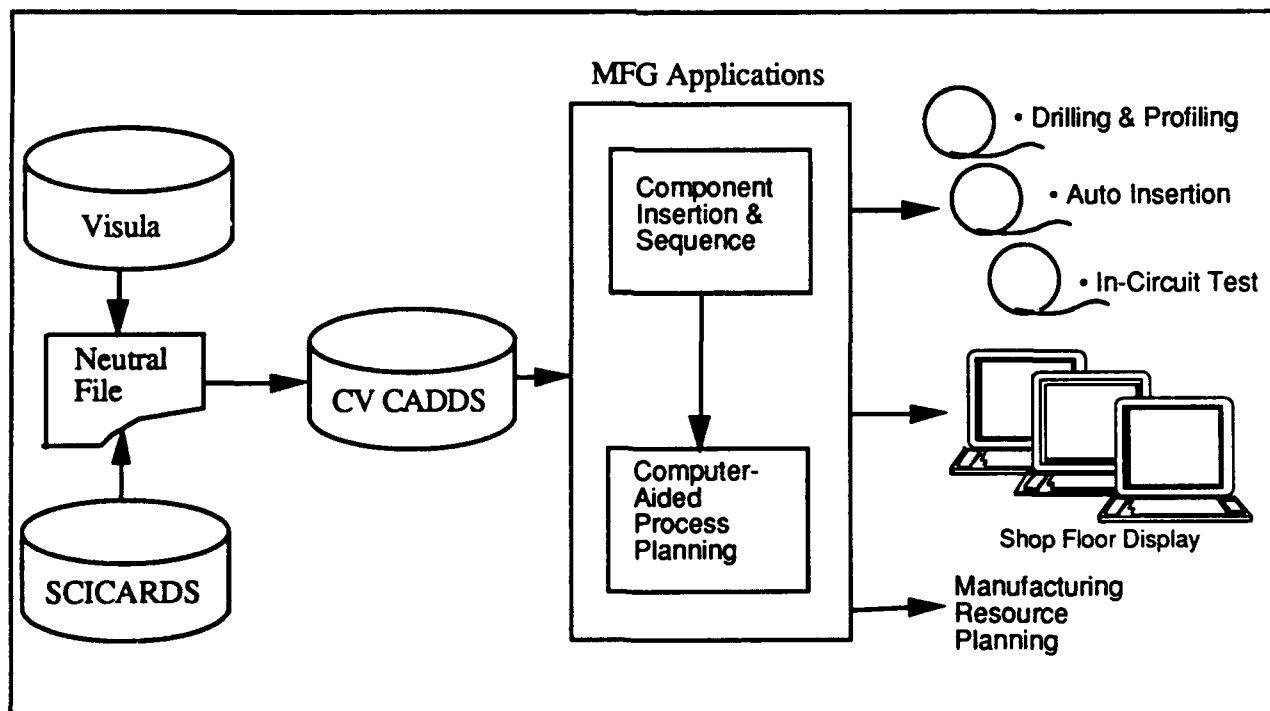 MFG Applications
Visula
Neutral
File
SCICARDS
CV CADDS
Component
Insertion &
Sequence
Computer-
Aided
Process
Planning
• Drilling & Profiling
• Auto Insertion
• In-Circuit Test
Shop Floor Display
Manufacturing
Resource
Planning